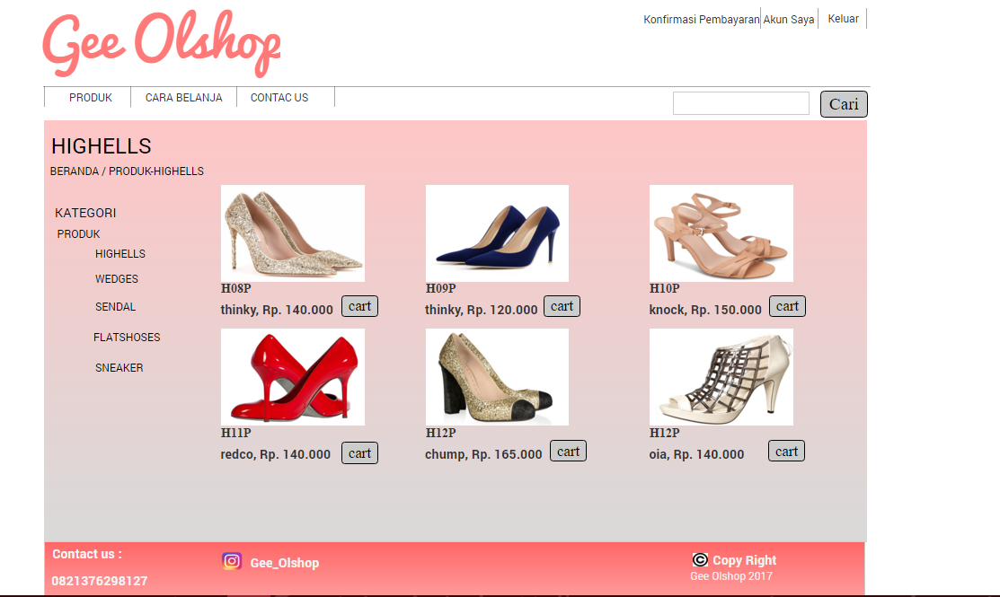 Gee Olshop
Konfirmasi Pembayaran Akun Saya Keluar
PRODUK CARA BELANJA CONTAC US
Cari
HIGHELLS
BERANDA / PRODUK-HIGHELLS
KATEGORI
PRODUK
HIGHELLS
WEDGES
SENDAL
FLATSHOSES
SNEAKER
H08P
thinky, Rp. 140.000 cart
H09P
thinky, Rp. 120.000 cart
H10P
knock, Rp. 150.000 cart
H11P
redco, Rp. 140.000 cart
H12P
chump, Rp. 165.000 cart
H12P
oia, Rp. 140.000 cart
Contact us :
0821376298127
Gee_Olshop
Copy Right
Gee Olshop 2017